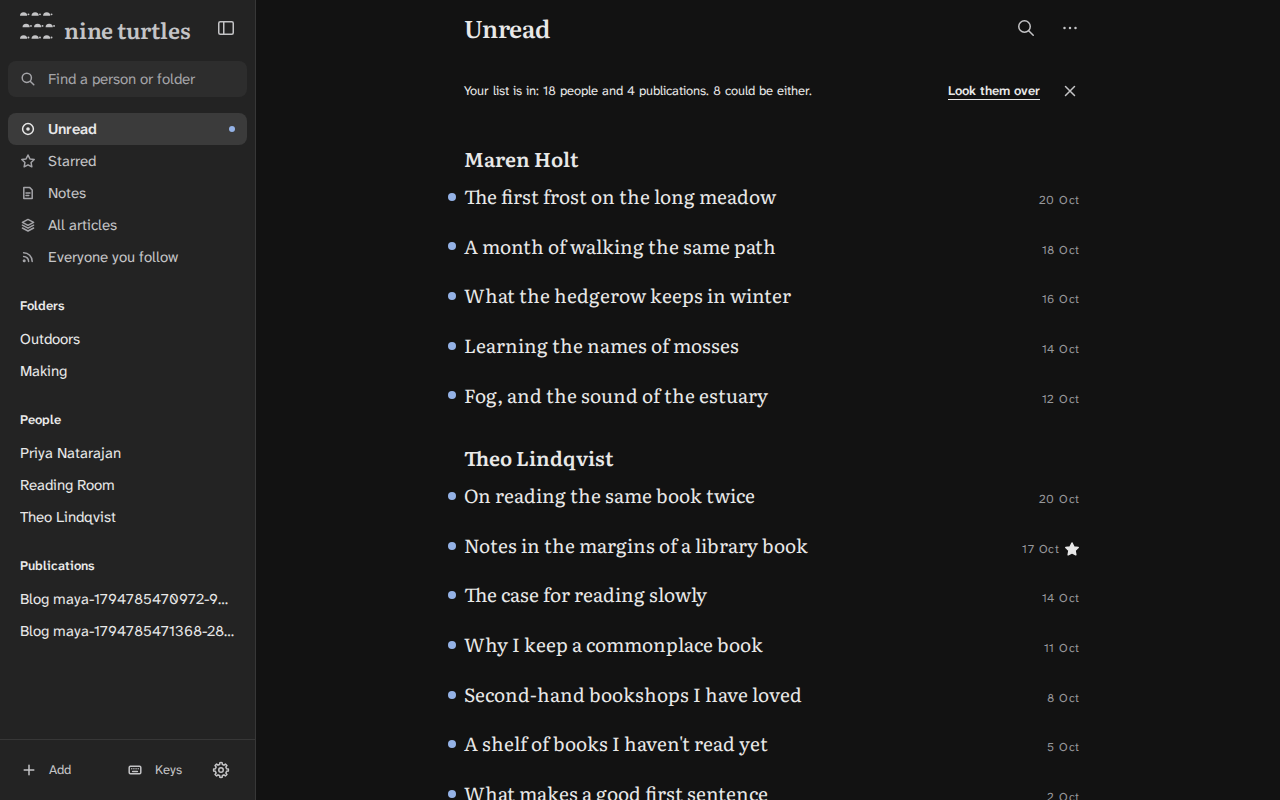 nine turtles
Find a person or folder
Unread
Starred
Notes
All articles
Everyone you follow
Folders
Outdoors
Making
People
Priya Natarajan
Reading Room
Theo Lindqvist
Publications
Blog maya-1794785470972-9...
Blog maya-1794785471368-28...
Add
Keys
Unread
Your list is in: 18 people and 4 publications. 8 could be either.
Look them over
Maren Holt
The first frost on the long meadow 20 Oct
A month of walking the same path 18 Oct
What the hedgerow keeps in winter 16 Oct
Learning the names of mosses 14 Oct
Fog, and the sound of the estuary 12 Oct
Theo Lindqvist
On reading the same book twice 20 Oct
Notes in the margins of a library book 17 Oct
The case for reading slowly 14 Oct
Why I keep a commonplace book 11 Oct
Second-hand bookshops I have loved 8 Oct
A shelf of books I haven't read yet 5 Oct
What makes a good first sentence 2 Oct